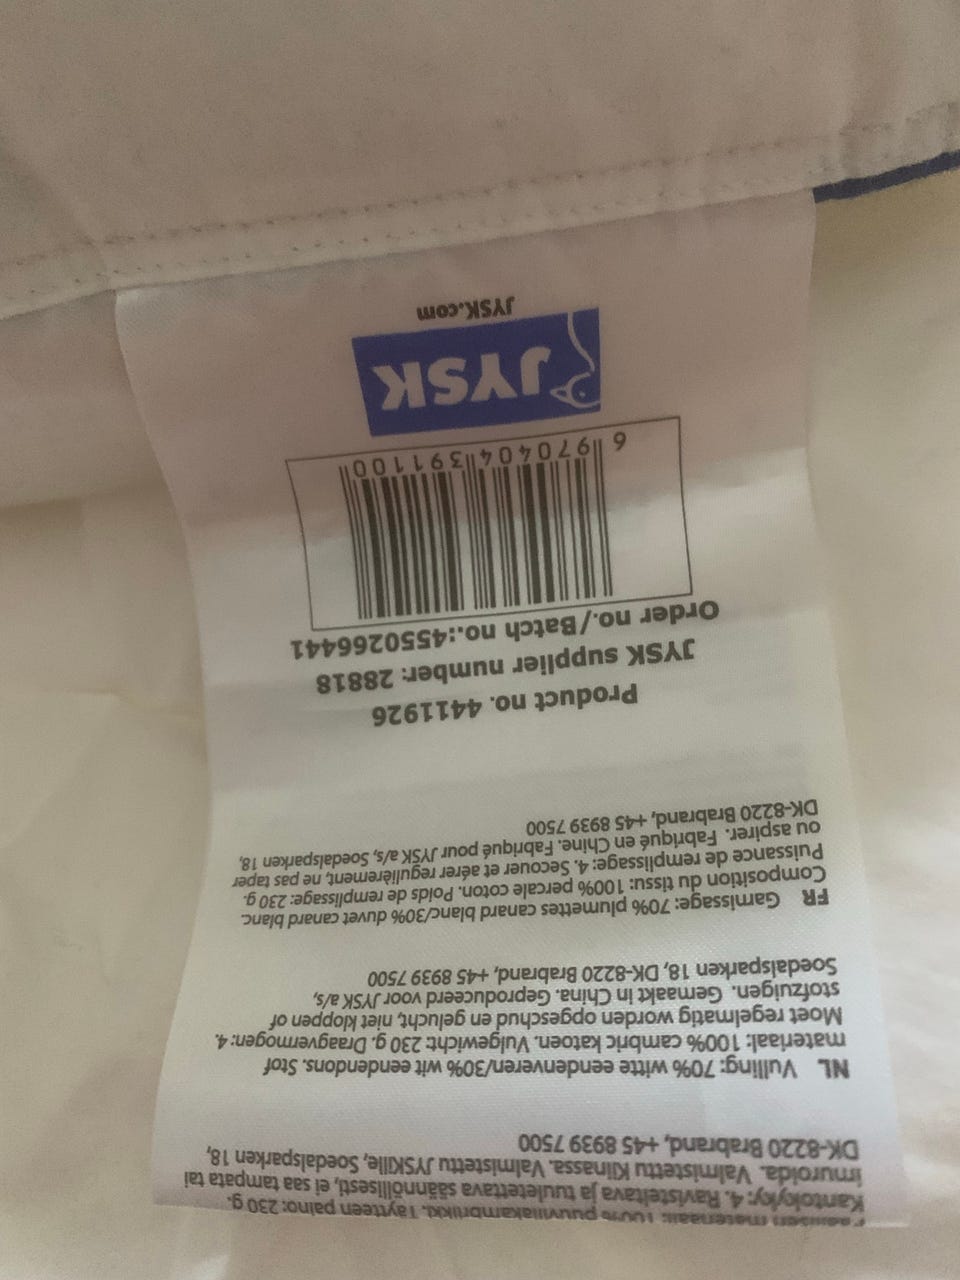 Kantokyky: 4. Ravisteltava ja tuuletettava säännöllisesti, ei saa tampata tai
imuroida. Valmistettu Kiinassa. Valmistettu JYSKille, Soedalsparken 18,
DK-8220 Brabrand, +45 8939 7500
NL Vulling: 70% witte eendenveren/30% wit eendendons. Stof
materiaal: 100% cambric katoen. Vulgewicht: 230 g. Draagvermogen: 4.
Moet regelmatig worden opgeschud en gelucht, niet kloppen of
stofzuigen. Gemaakt in China. Geproduceerd voor JYSK a/s,
Soedalsparken 18, DK-8220 Brabrand, +45 8939 7500
FR Garnissage: 70% plumettes canard blanc/30% duvet canard blanc.
Composition du tissu: 100% percale coton. Poids de remplissage: 230 g.
Puissance de remplissage: 4. Secouer et aérer regulièrement, ne pas taper
ou aspirer. Fabriqué en Chine. Fabriqué pour JYSK a/s, Soedalsparken 18,
DK-8220 Brabrand, +45 8939 7500
Product no. 4411926
JYSK supplier number: 28818
Order no./Batch no.:4550266441
6 970404 391100
JYSK
JYSK.com